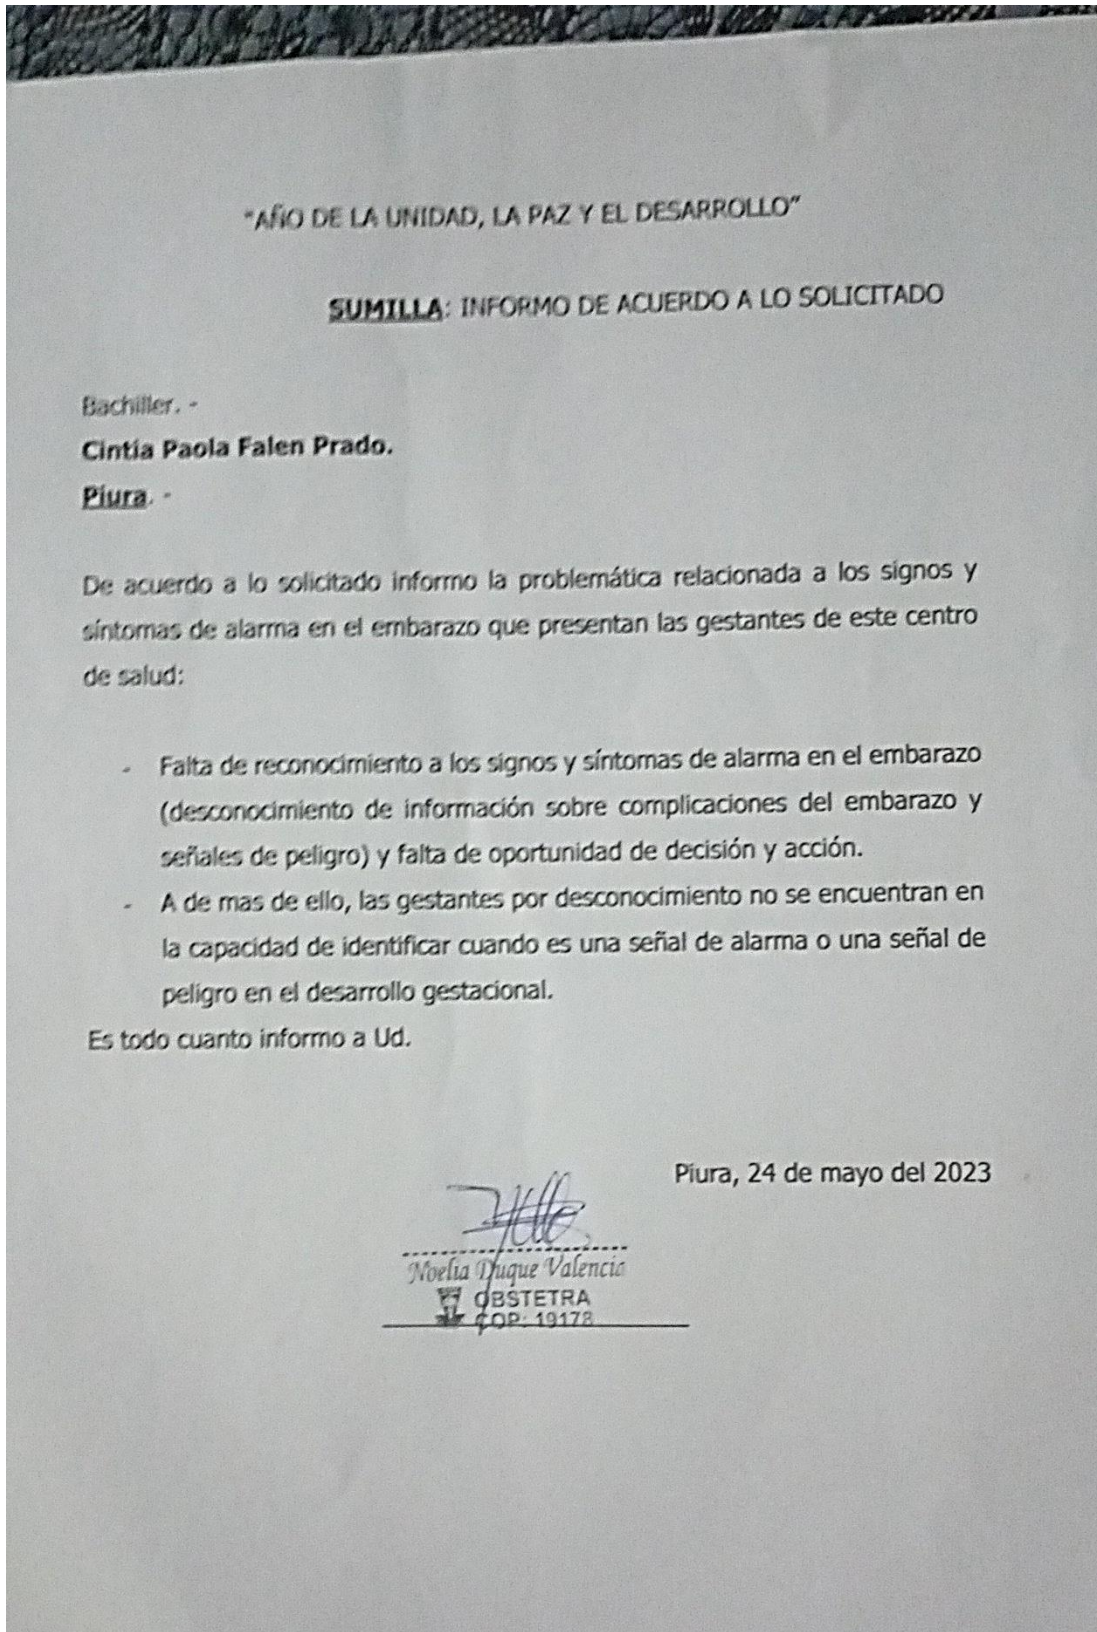 "AÑO DE LA UNIDAD, LA PAZ Y EL DESARROLLO"
SUMILLA: INFORMO DE ACUERDO A LO SOLICITADO
Bachiller. -
Cintia Paola Falen Prado.
Piura. -
De acuerdo a lo solicitado informo la problemática relacionada a los signos y
síntomas de alarma en el embarazo que presentan las gestantes de este centro
de salud:
- Falta de reconocimiento a los signos y síntomas de alarma en el embarazo
(desconocimiento de información sobre complicaciones del embarazo y
señales de peligro) y falta de oportunidad de decisión y acción.
- A de mas de ello, las gestantes por desconocimiento no se encuentran en
la capacidad de identificar cuando es una señal de alarma o una señal de
peligro en el desarrollo gestacional.
Es todo cuanto informo a Ud.
Piura, 24 de mayo del 2023
Noelia Duque Valencia
OBSTETRA
COP: 19178